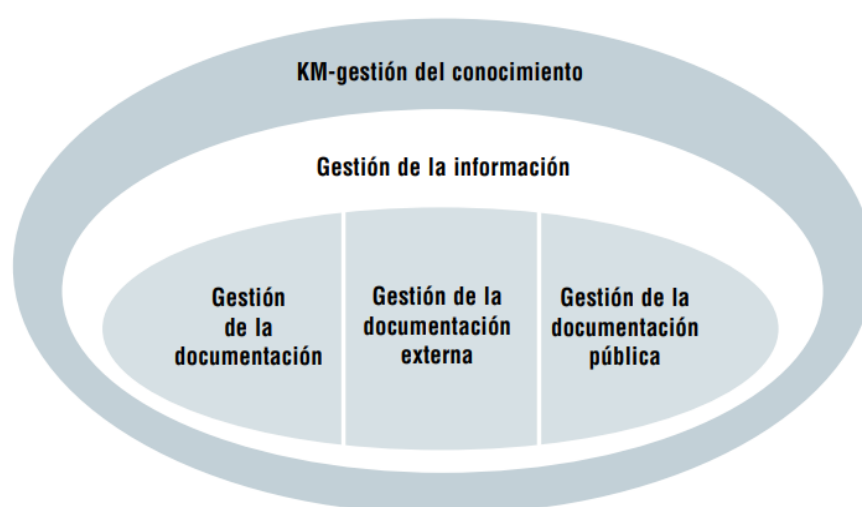 KM-gestión del conocimiento
Gestión de la información
Gestión
de la
documentación
Gestión de la
documentación
externa
Gestión de la
documentación
pública